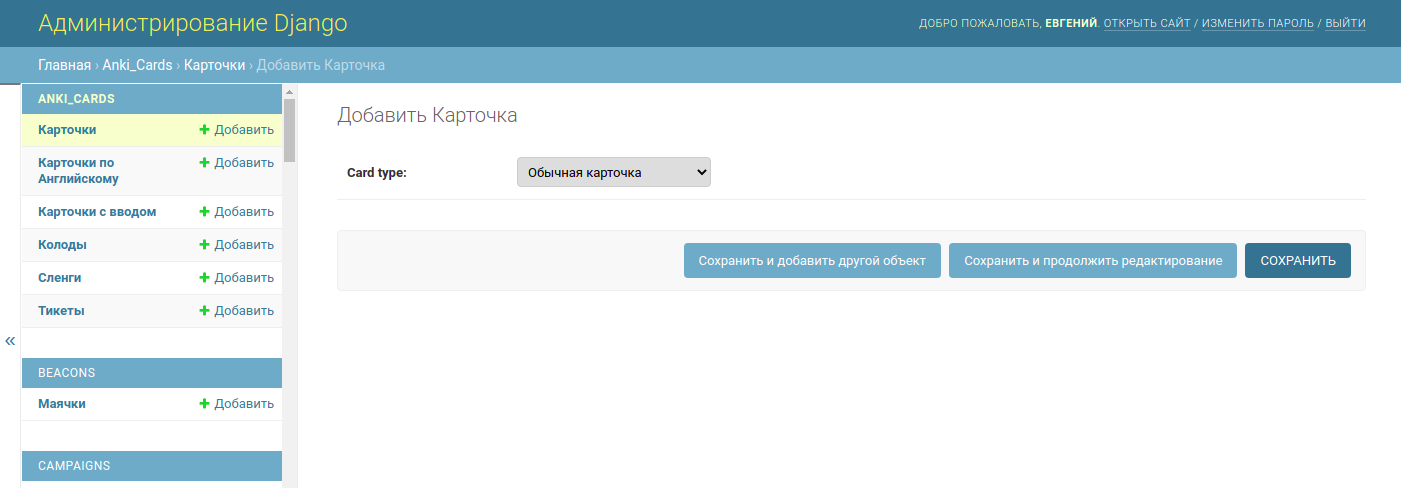 Администрирование Django
ДОБРО ПОЖАЛОВАТЬ, ЕВГЕНИЙ. ОТКРЫТЬ САЙТ / ИЗМЕНИТЬ ПАРОЛЬ / ВЫЙТИ
Главная › Anki_Cards › Карточки › Добавить Карточка
«
ANKI_CARDS
Карточки + Добавить
Карточки по + Добавить
Английскому
Карточки с вводом + Добавить
Колоды + Добавить
Сленги + Добавить
Тикеты + Добавить
BEACONS
Маячки + Добавить
CAMPAIGNS
Добавить Карточка
Card type: Обычная карточка
Сохранить и добавить другой объект Сохранить и продолжить редактирование СОХРАНИТЬ